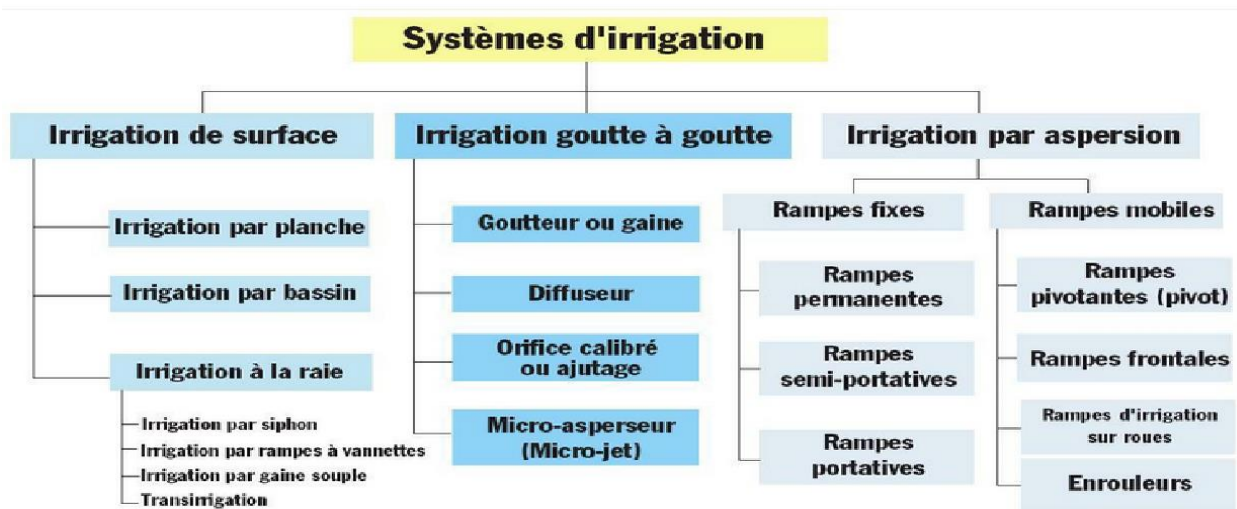 Systèmes d'irrigation
Irrigation de surface
Irrigation par planche
Irrigation par bassin
Irrigation à la raie
Irrigation par siphon
Irrigation par rampes à vannettes
Irrigation par gaine souple
Transirrigation
Irrigation goutte à goutte
Goutteur ou gaine
Diffuseur
Orifice calibré
ou ajutage
Micro-asperseur
(Micro-jet)
Irrigation par aspersion
Rampes fixes
Rampes
permanentes
Rampes
semi-portatives
Rampes
portatives
Rampes mobiles
Rampes
pivotantes (pivot)
Rampes frontales
Rampes d'irrigation
sur roues
Enrouleurs